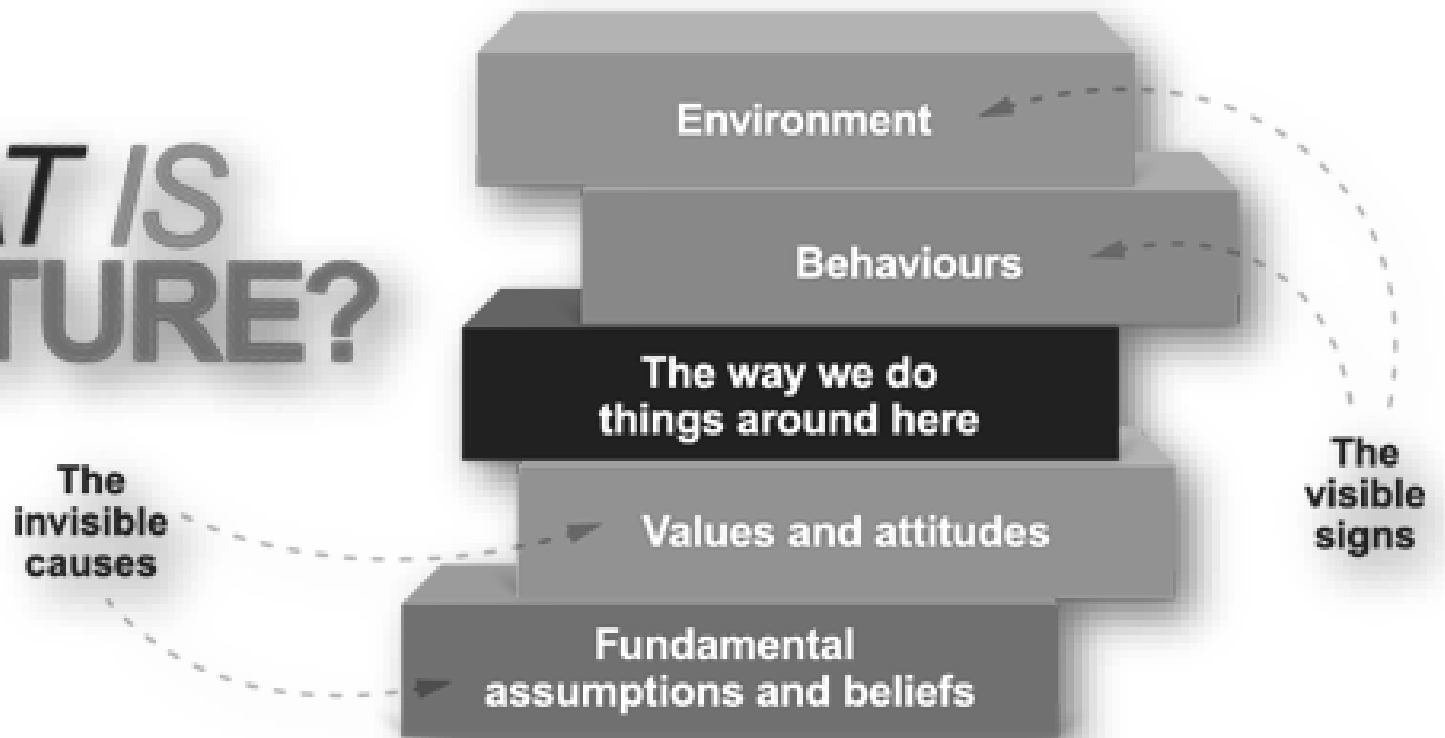 AT IS
TURE?
Environment
Behaviours
The way we do
things around here
Values and attitudes
Fundamental
assumptions and beliefs
The
invisible
causes
The
visible
signs